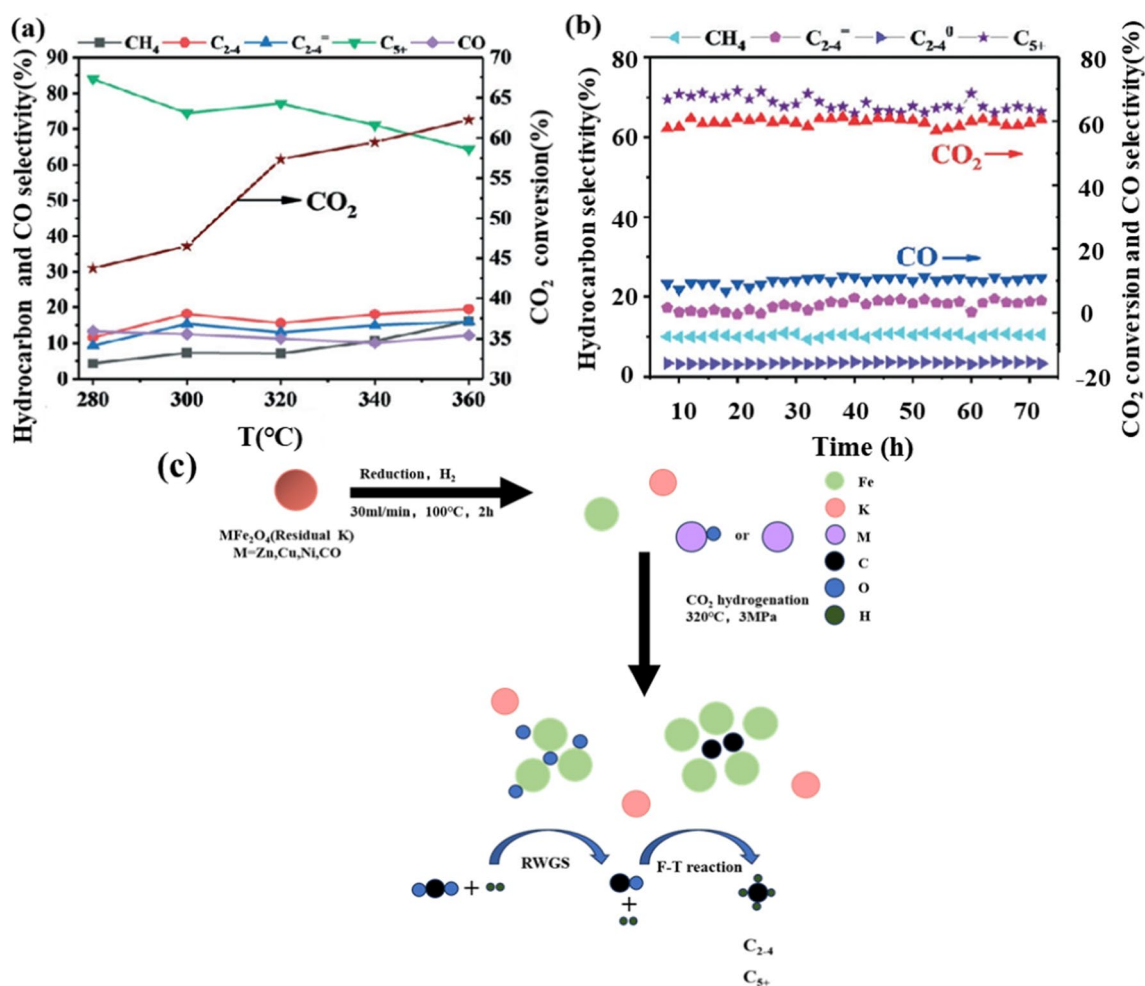 (a)
CH₄ C₂₋₄ C₂₋₄⁼ C₅₊ CO
Hydrocarbon and CO selectivity(%)
90
80
70
60
50
40
30
20
10
0
CO₂
70
65
60
55
50
45
40
35
30
CO₂ conversion(%)
280 300 320 340 360
T(°C)
(b)
CH₄ C₂₋₄⁼ C₂₋₄⁰ C₅₊
Hydrocarbon selectivity(%)
80
60
40
20
0
CO₂
CO
80
60
40
20
0
-20
CO₂ conversion and CO selectivity(%)
10 20 30 40 50 60 70
Time (h)
(c)
Reduction, H₂
30ml/min, 100°C, 2h
MFe₂O₄(Residual K)
M=Zn,Cu,Ni,CO
or
Fe
K
M
C
O
H
CO₂ hydrogenation
320°C, 3MPa
RWGS
F-T reaction
+
+
C₂₋₄
C₅₊